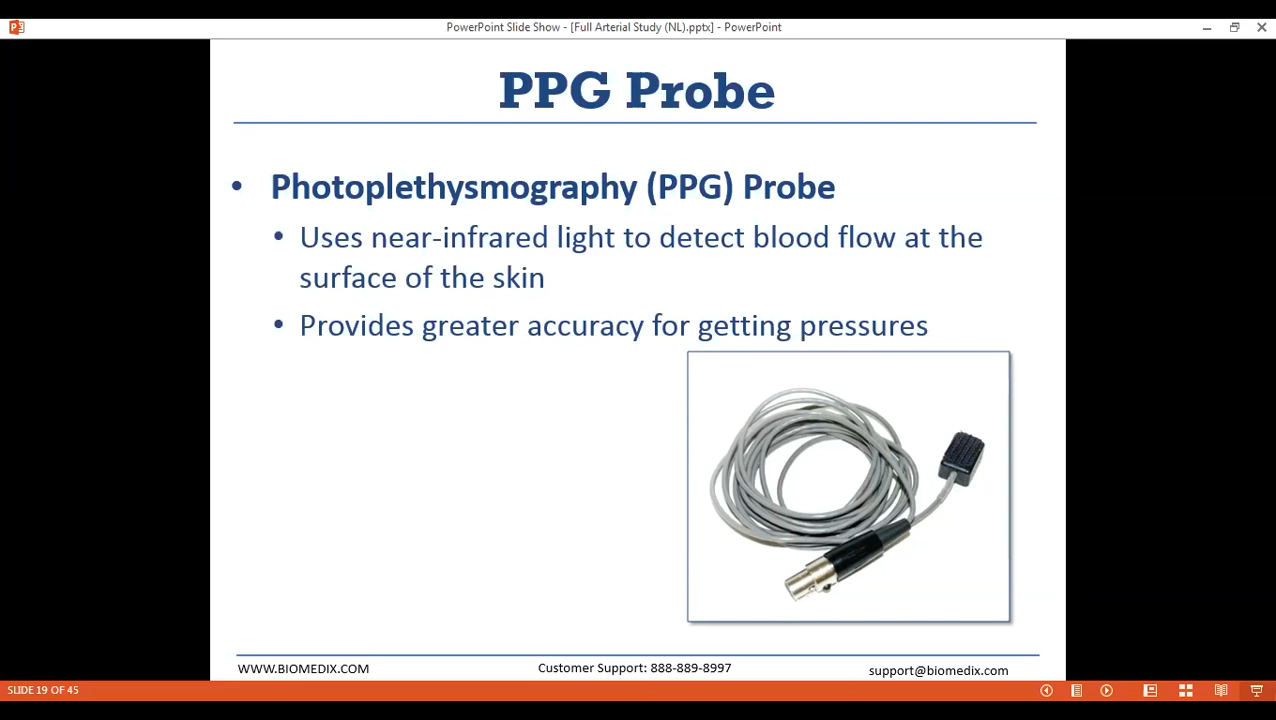 PowerPoint Slide Show - [Full Arterial Study (NL).pptx] - PowerPoint
PPG Probe
• Photoplethysmography (PPG) Probe
• Uses near-infrared light to detect blood flow at the
surface of the skin
• Provides greater accuracy for getting pressures
WWW.BIOMEDIX.COM
Customer Support: 888-889-8997
support@biomedix.com
SLIDE 19 OF 45